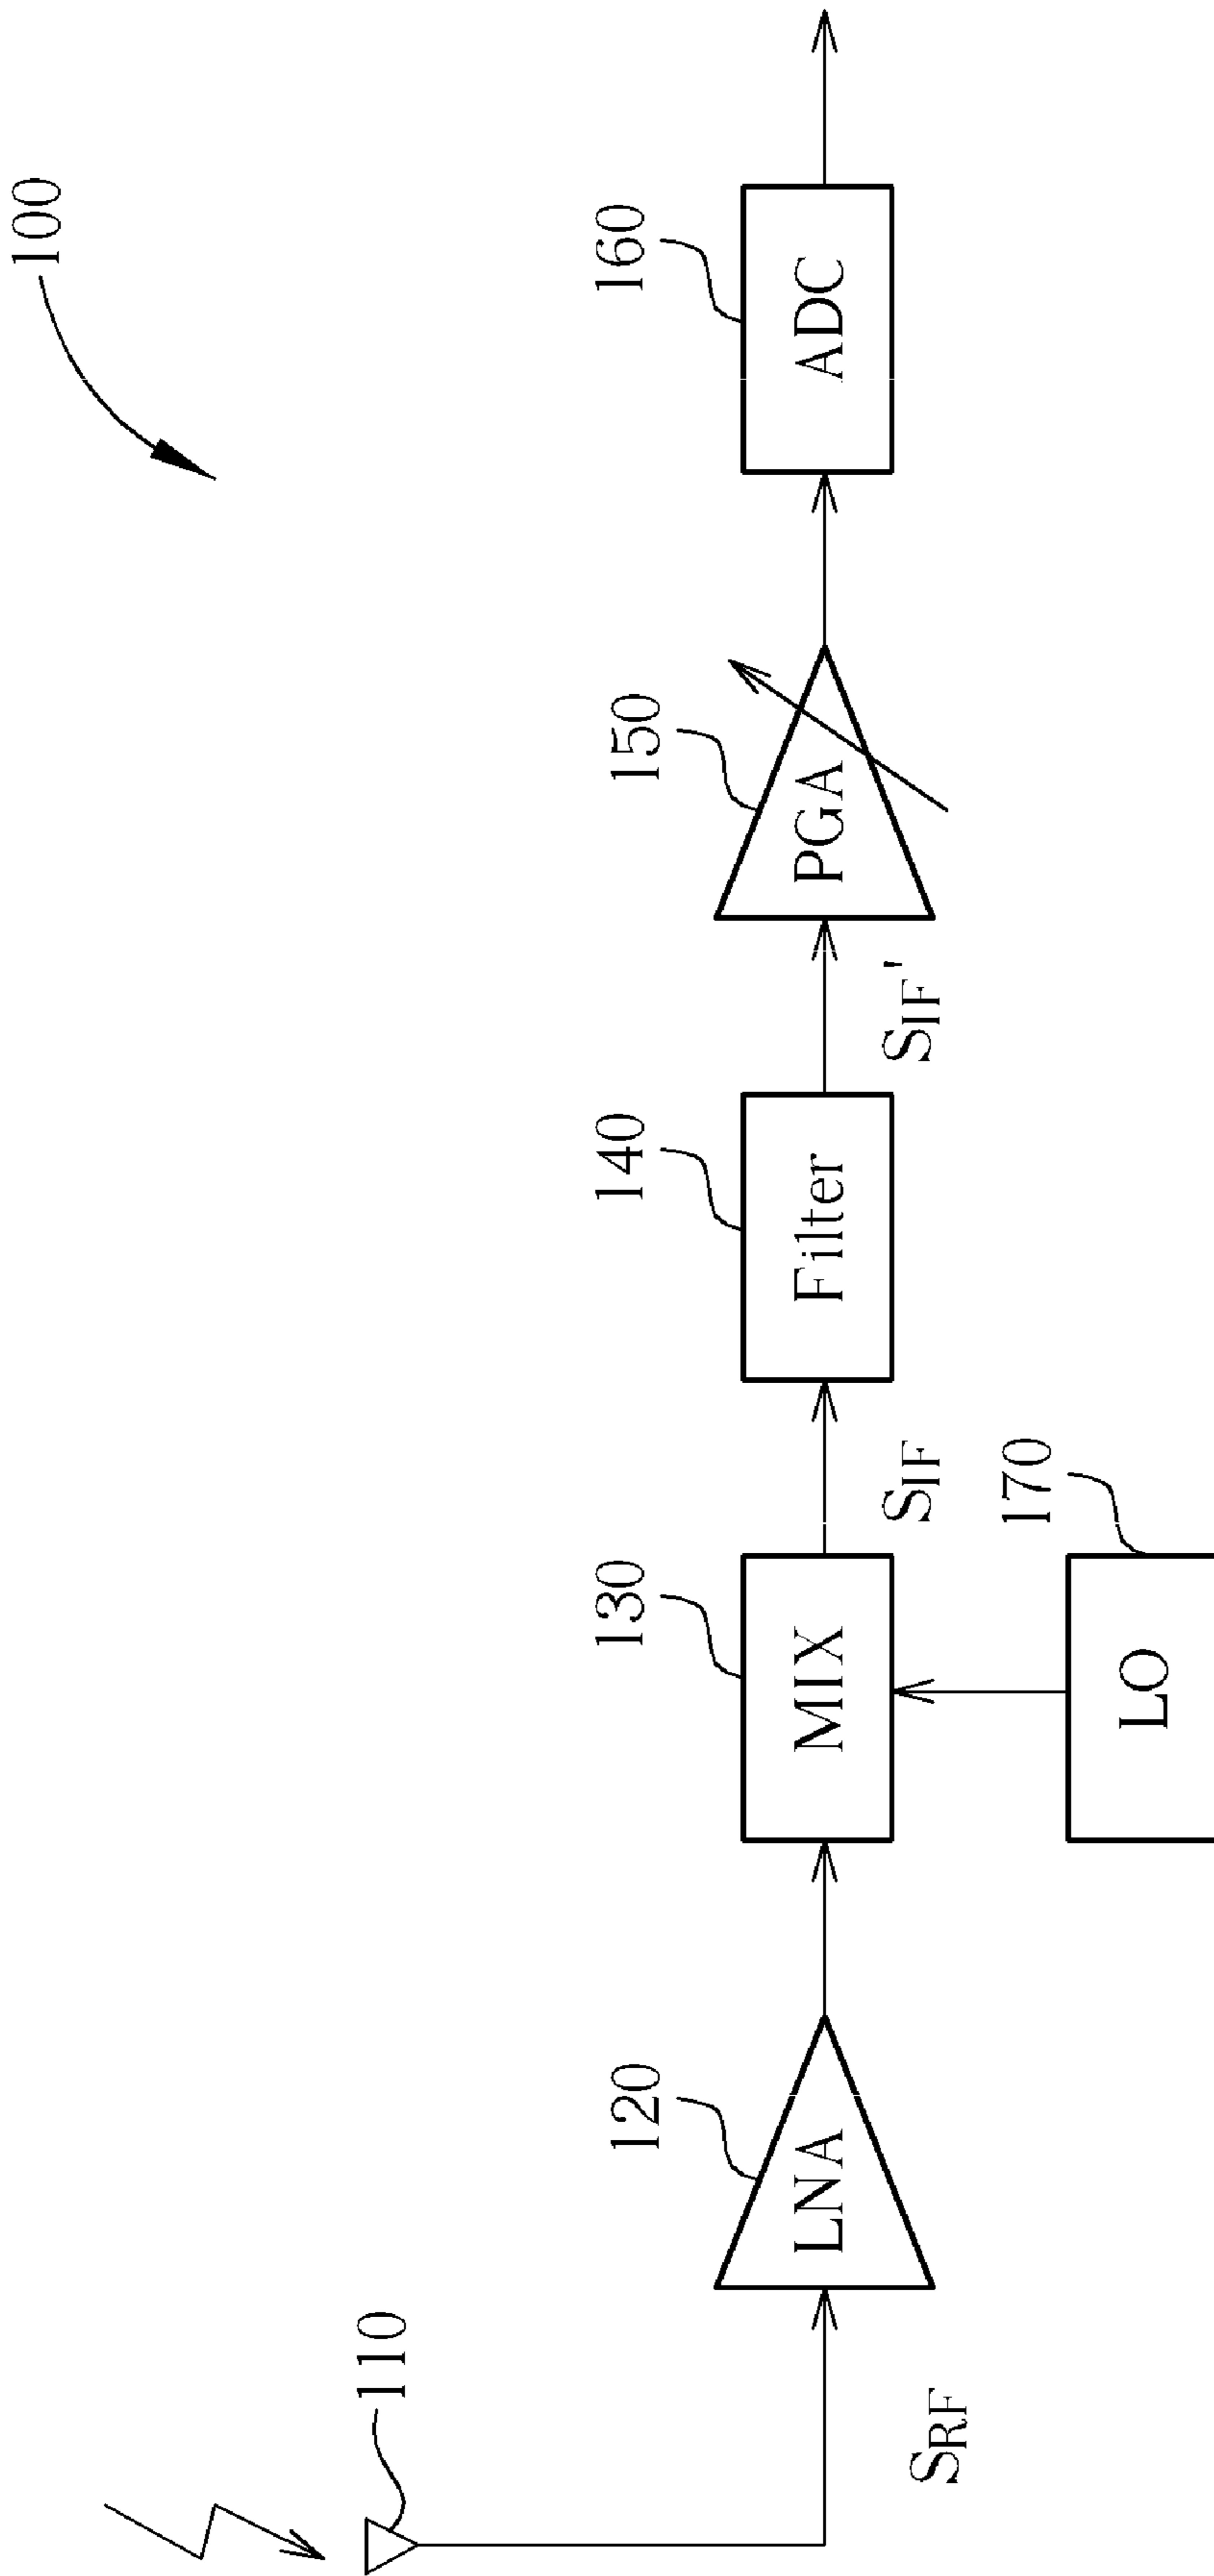 100
110
120
130
140
150
160
LNA
MIX
Filter
PGA
ADC
SRF
SIF
SIF'
170
LO